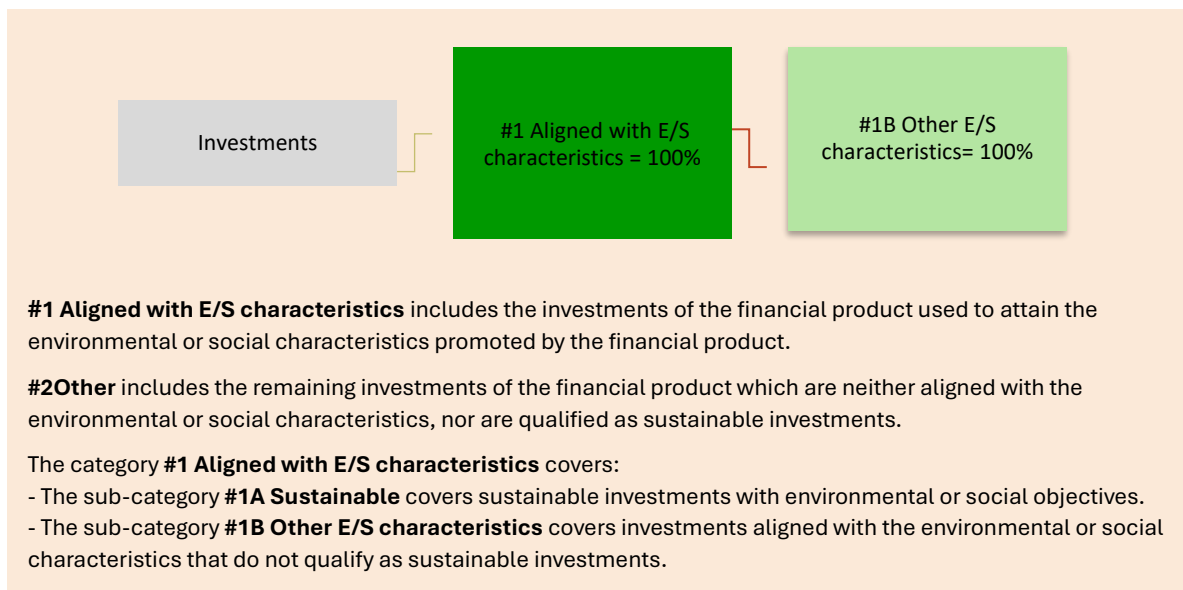 Investments
#1 Aligned with E/S
characteristics = 100%
#1B Other E/S
characteristics= 100%
#1 Aligned with E/S characteristics includes the investments of the financial product used to attain the
environmental or social characteristics promoted by the financial product.
#2Other includes the remaining investments of the financial product which are neither aligned with the
environmental or social characteristics, nor are qualified as sustainable investments.
The category #1 Aligned with E/S characteristics covers:
- The sub-category #1A Sustainable covers sustainable investments with environmental or social objectives.
- The sub-category #1B Other E/S characteristics covers investments aligned with the environmental or social
characteristics that do not qualify as sustainable investments.